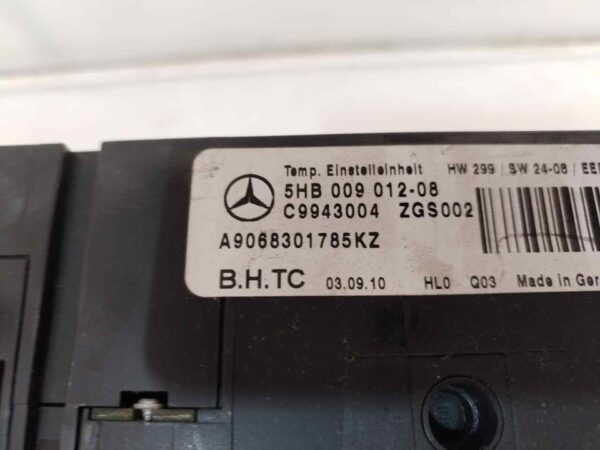 Temp. Einstelleinheit HW 299 / SW 24-08 /
5HB 009 012-08
C9943004 ZGS002
A9068301785KZ
B.H.TC 03.09.10 HL0 Q03 Made in